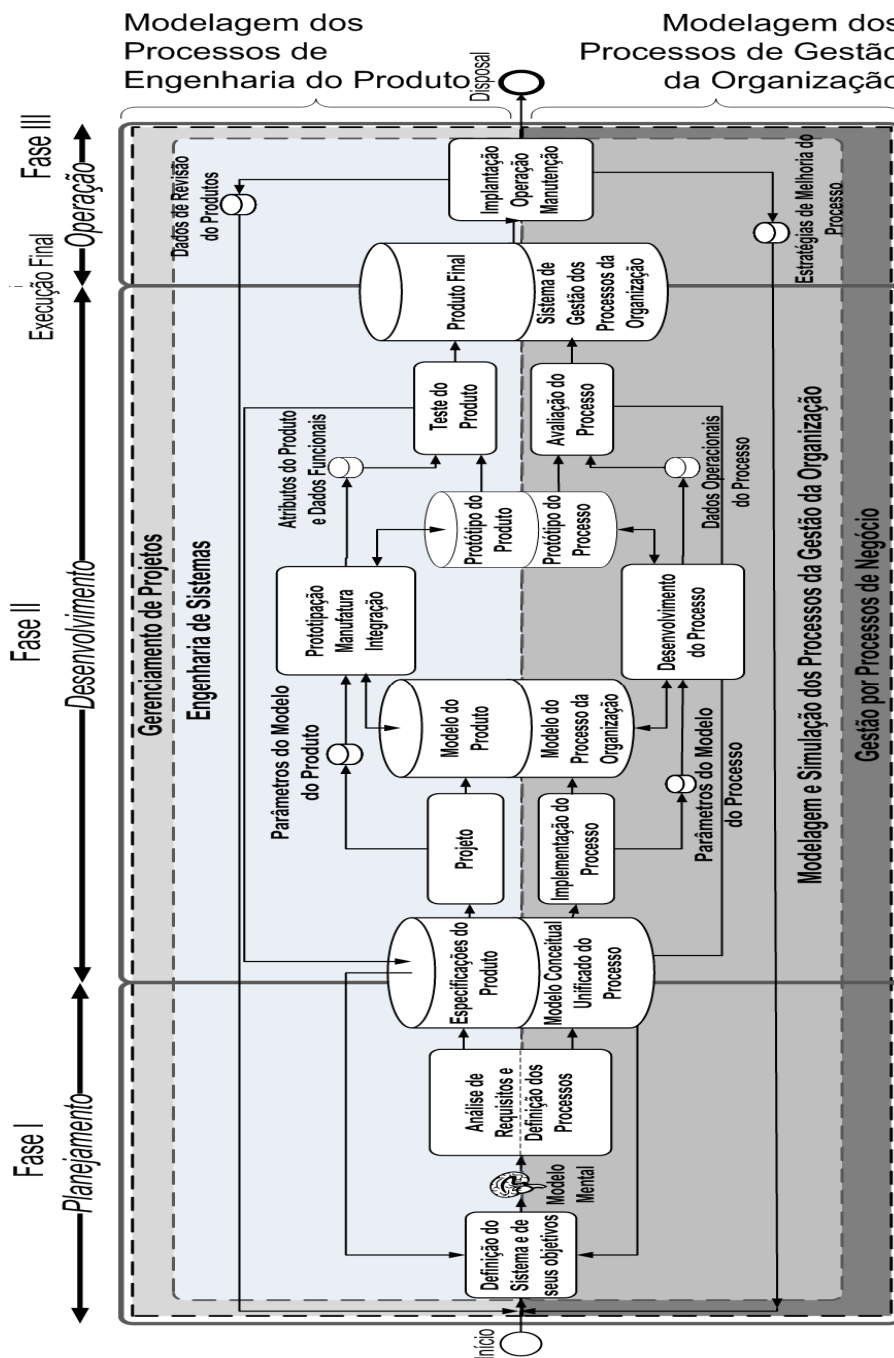 Modelagem dos
Processos de
Engenharia do Produto
Modelagem dos
Processos de Gestão
da Organização
Fase I
Planejamento
Fase II
Desenvolvimento
Execução Final
Fase III
Operação
Gerenciamento de Projetos
Engenharia de Sistemas
Início
Definição do
Sistema e de
seus objetivos
Modelo
Mental
Análise de
Requisitos e
Definição dos
Processos
Especificações do
Produto
Modelo Conceitual
Unificado do
Processo
Projeto
Implementação do
Processo
Parâmetros do Modelo
do Produto
Parâmetros do Modelo
do Processo
Modelo do
Produto
Modelo do
Processo da
Organização
Prototipação
Manufatura
Integração
Desenvolvimento
do Processo
Protótipo do
Produto
Protótipo do
Processo
Atributos do Produto
e Dados Funcionais
Dados Operacionais
do Processo
Teste do
Produto
Avaliação do
Processo
Produto Final
Sistema de
Gestão dos
Processos da
Organização
Implantação
Operação
Manutenção
Dados de Revisão
do Produtos
Estratégias de Melhoria do
Processo
Disposal
Modelagem e Simulação dos Processos da Gestão da Organização
Gestão por Processos de Negócio